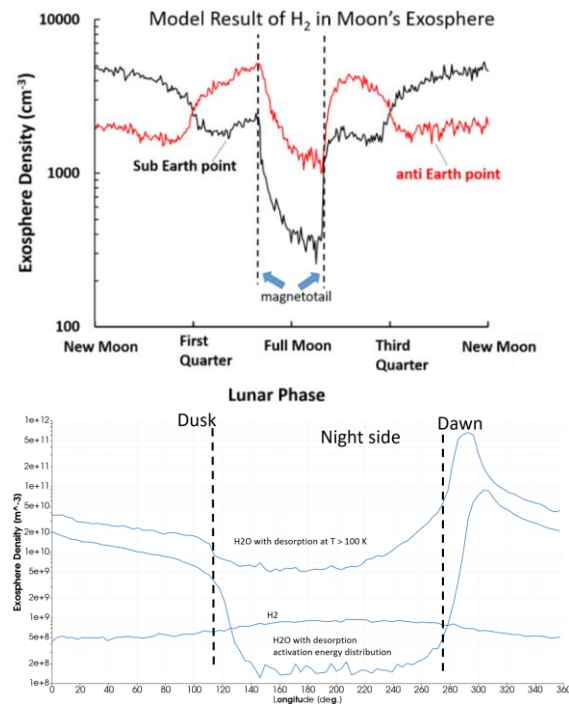 Model Result of H₂ in Moon's Exosphere
10000
1000
100
Exosphere Density (cm⁻³)
Sub Earth point
anti Earth point
magnetotail
New Moon
First
Quarter
Full Moon
Third
Quarter
New Moon
Lunar Phase
Dusk
Night side
Dawn
1e+12
5e+11
2e+11
1e+11
5e+10
2e+10
1e+10
5e+9
2e+9
1e+9
5e+8
2e+8
1e+8
Exosphere Density (m^-3)
H2O with desorption at T > 100 K
H2
H2O with desorption
activation energy distribution
0 20 40 60 80 100 120 140 160 180 200 220 240 260 280 300 320 340 360
Longitude (deg.)